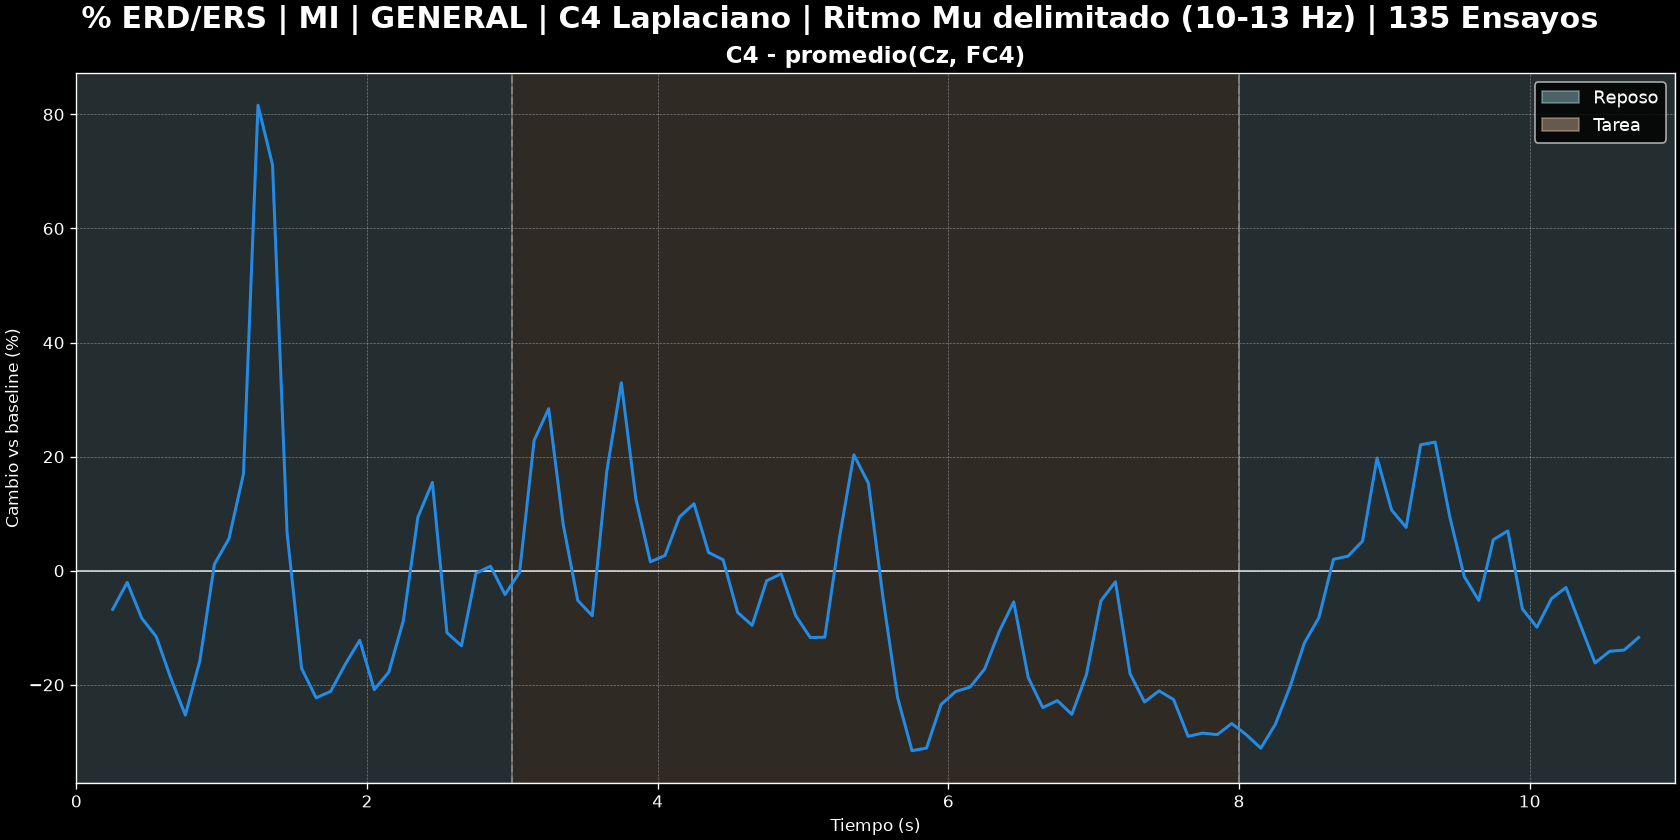 % ERD/ERS | MI | GENERAL | C4 Laplaciano | Ritmo Mu delimitado (10-13 Hz) | 135 Ensayos
C4 - promedio(Cz, FC4)
Reposo
Tarea
Cambio vs baseline (%)
80
60
40
20
0
−20
0 2 4 6 8 10
Tiempo (s)